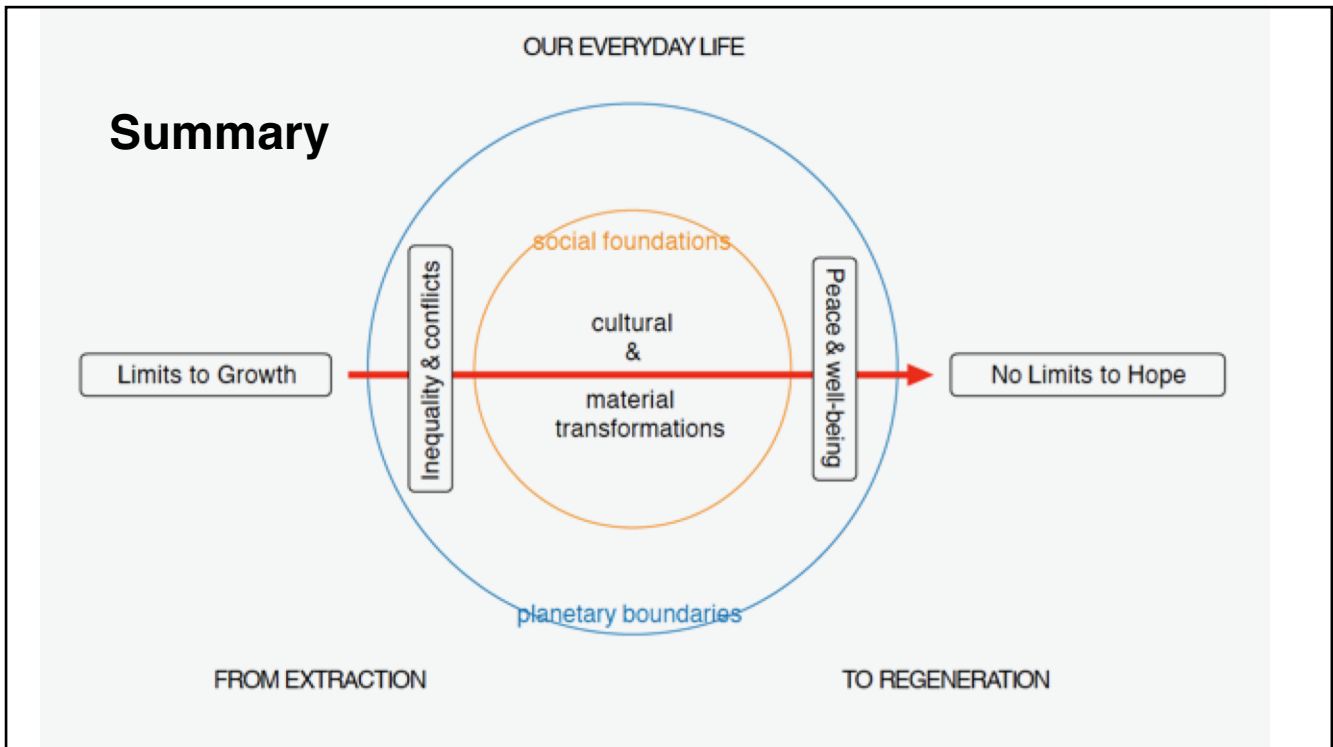 OUR EVERYDAY LIFE
Summary
social foundations
Inequality & conflicts
Peace & well-being
cultural
&
Limits to Growth
No Limits to Hope
material
transformations
planetary boundaries
FROM EXTRACTION
TO REGENERATION